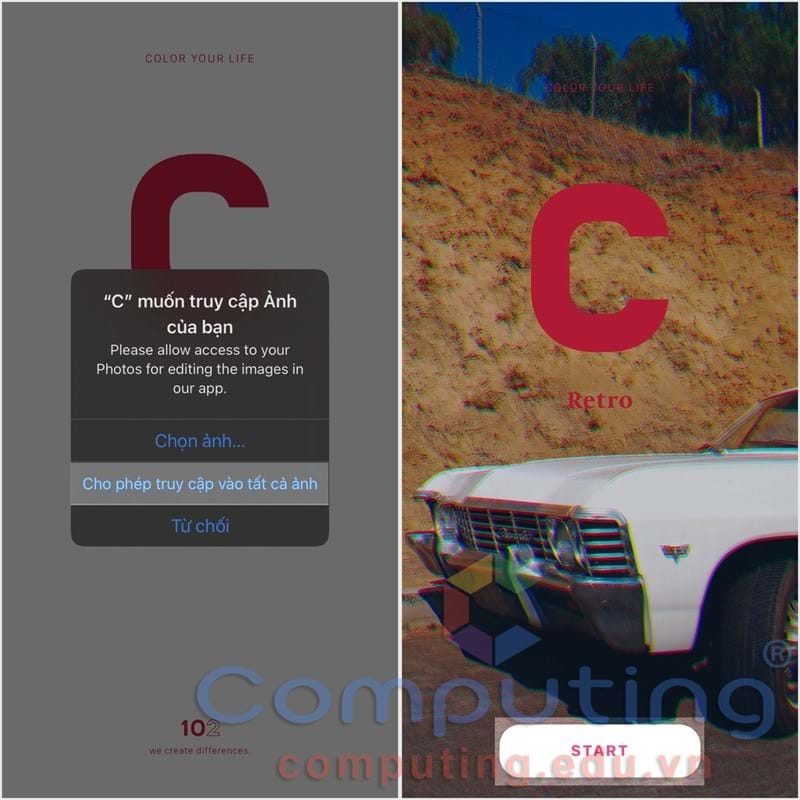 COLOR YOUR LIFE
C
“C” muốn truy cập Ảnh
của bạn
Please allow access to your
Photos for editing the images in
our app.
Chọn ảnh...
Cho phép truy cập vào tất cả ảnh
Từ chối
102
we create differences.
COLOR YOUR LIFE
C
Retro
Computing®
START
computing.edu.vn